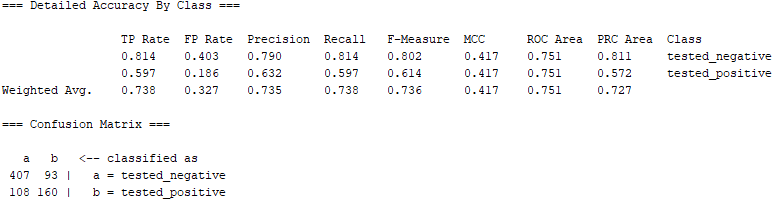 === Detailed Accuracy By Class ===
TP Rate FP Rate Precision Recall F-Measure MCC ROC Area PRC Area Class
0.814 0.403 0.790 0.814 0.802 0.417 0.751 0.811 tested_negative
0.597 0.186 0.632 0.597 0.614 0.417 0.751 0.572 tested_positive
Weighted Avg. 0.738 0.327 0.735 0.738 0.736 0.417 0.751 0.727
=== Confusion Matrix ===
a b <-- classified as
407 93 | a = tested_negative
108 160 | b = tested_positive